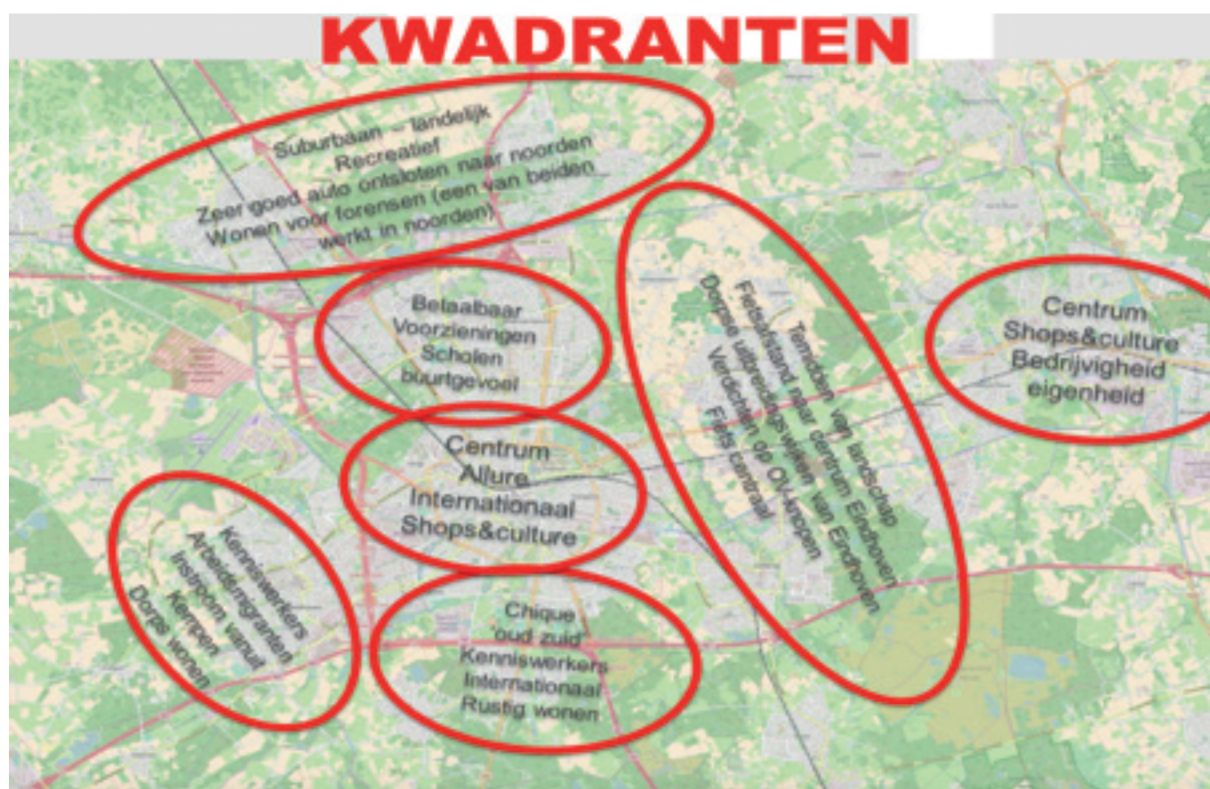 KWADRANTEN
Suburbaan – landelijk
Recreatief
Zeer goed auto ontsloten naar noorden
Wonen voor forensen (een van beiden
werkt in noorden)
Betaalbaar
Voorzieningen
Scholen
buurtgevoel
Temidden van landschap
Fietsafstand naar centrum Eindhoven
Dorpse uitbreidingswijken van Eindhoven
Verdichten op OV-knopen
Fiets centraal
Centrum
Shops&culture
Bedrijvigheid
eigenheid
Centrum
Allure
Internationaal
Shops&culture
Kenniswerkers
Arbeidsmigranten
Instroom vanuit
Kempen
Dorps wonen
Chique
'oud zuid'
Kenniswerkers
Internationaal
Rustig wonen